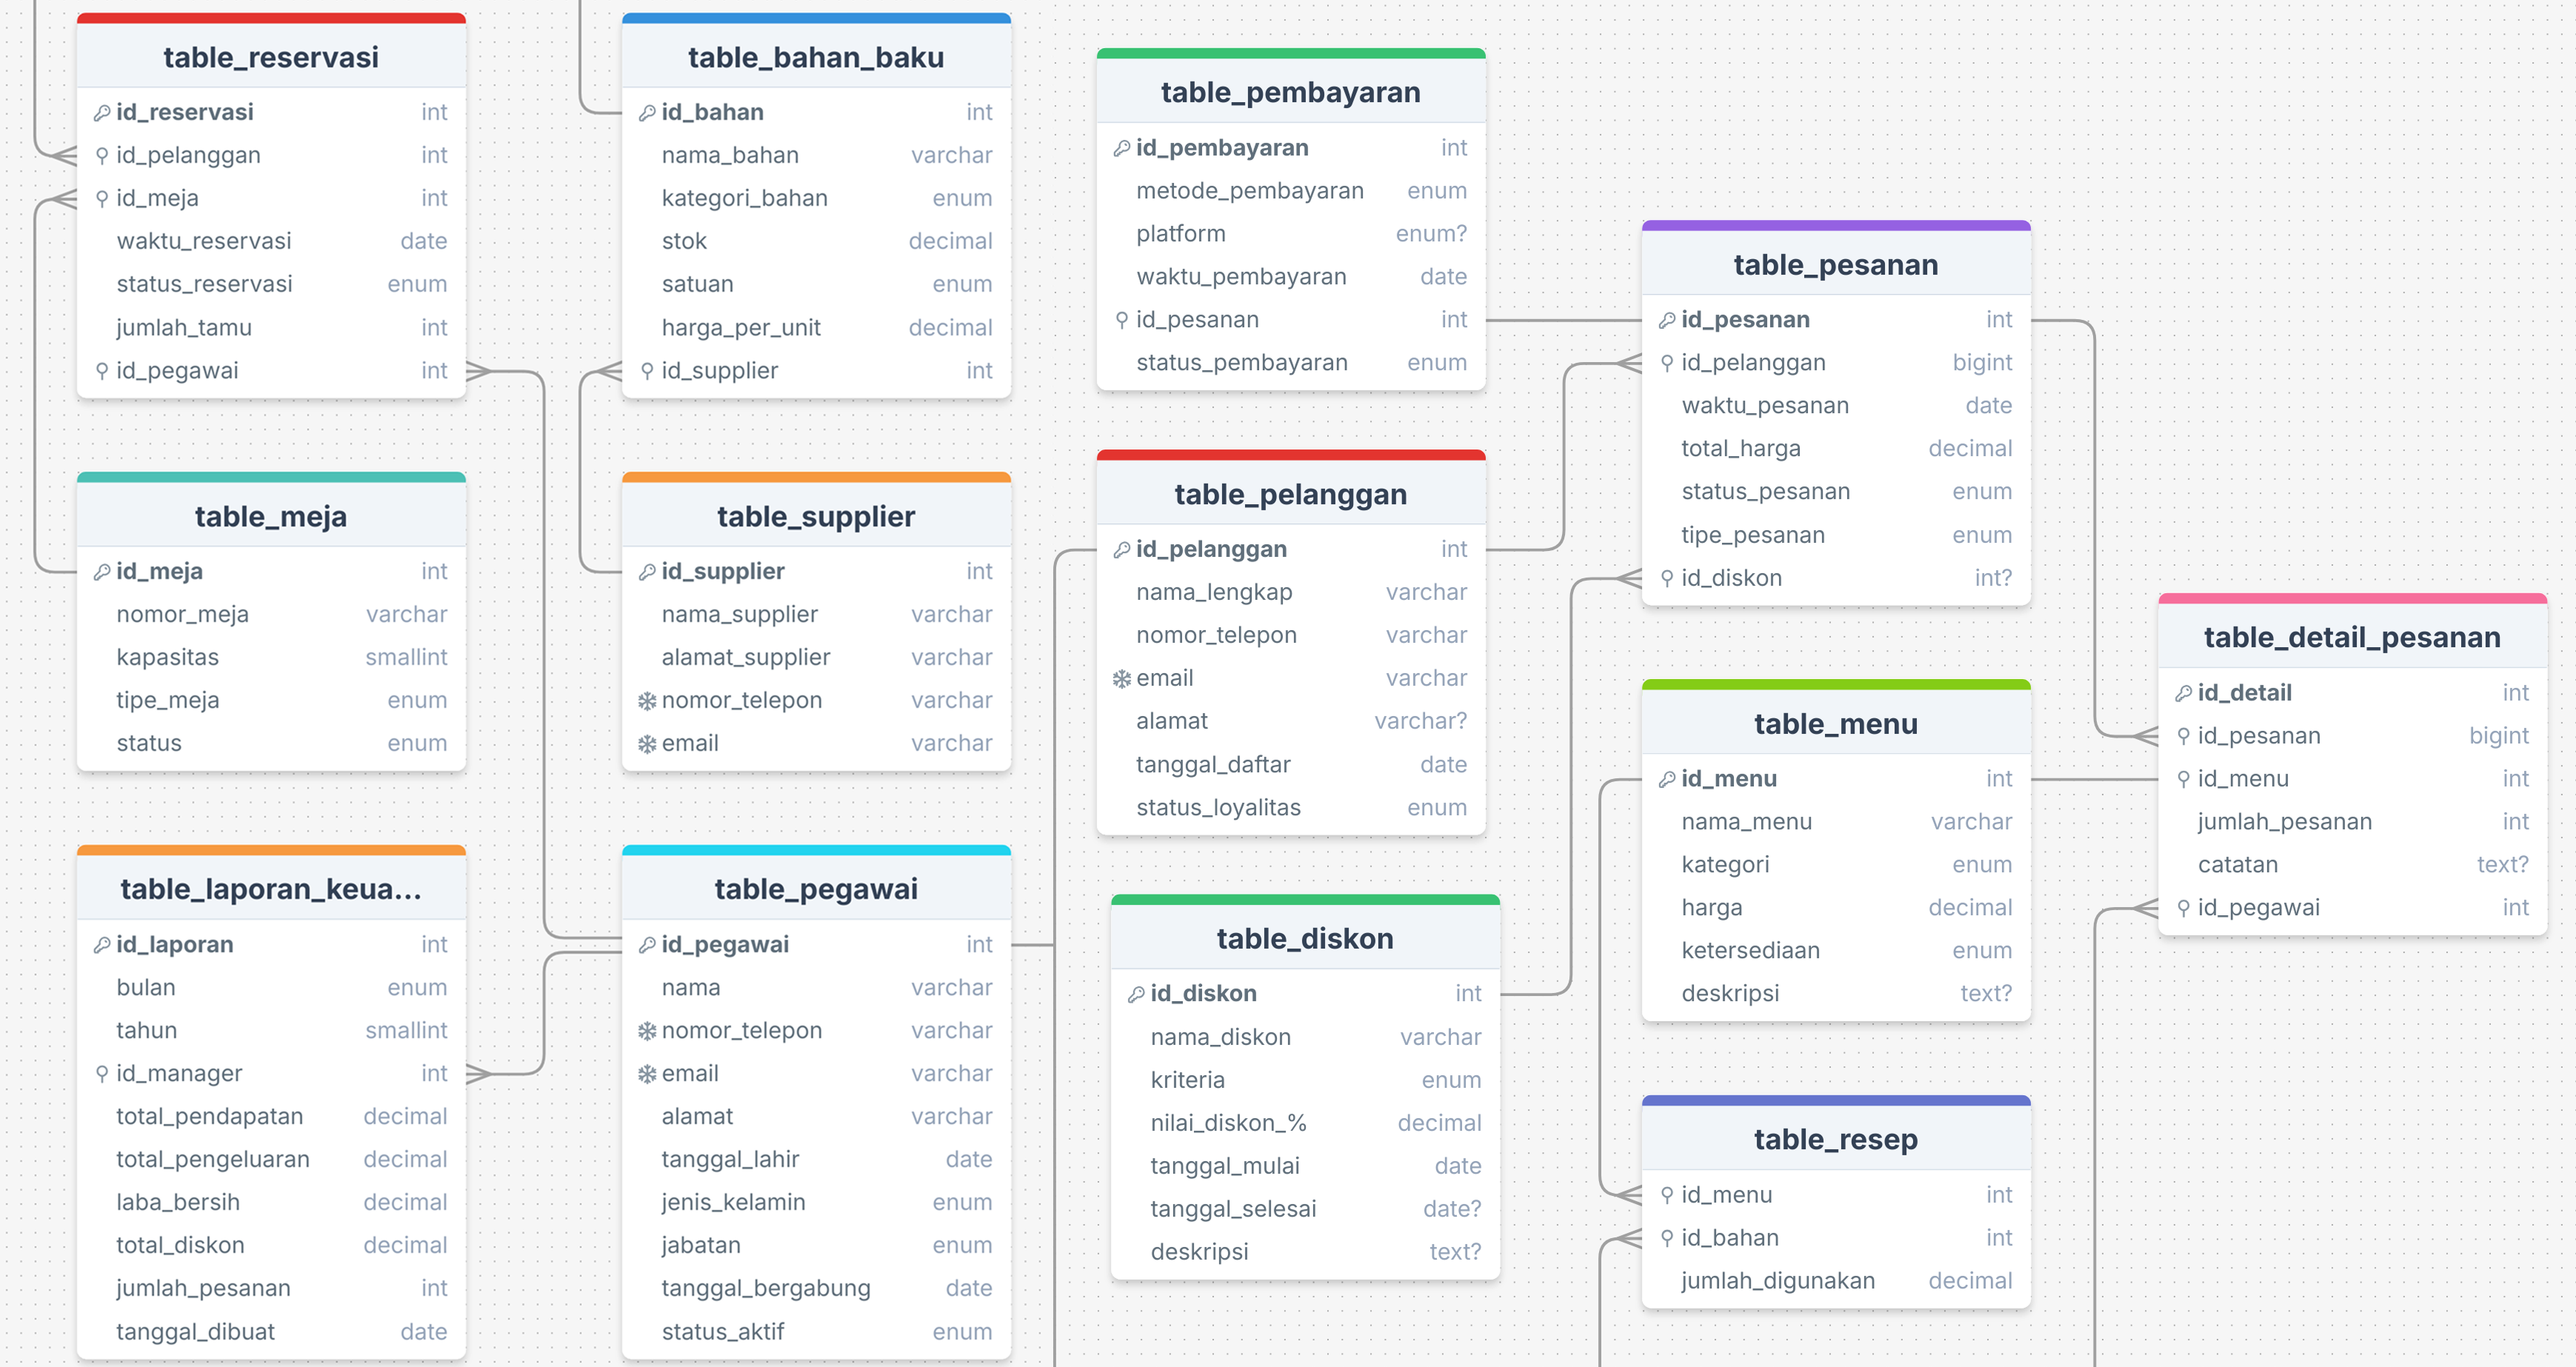 table_reservasi
id_reservasi int
id_pelanggan int
id_meja int
waktu_reservasi date
status_reservasi enum
jumlah_tamu int
id_pegawai int
table_bahan_baku
id_bahan int
nama_bahan varchar
kategori_bahan enum
stok decimal
satuan enum
harga_per_unit decimal
id_supplier int
table_pembayaran
id_pembayaran int
metode_pembayaran enum
platform enum?
waktu_pembayaran date
id_pesanan int
status_pembayaran enum
table_pesanan
id_pesanan int
id_pelanggan bigint
waktu_pesanan date
total_harga decimal
status_pesanan enum
tipe_pesanan enum
id_diskon int?
table_meja
id_meja int
nomor_meja varchar
kapasitas smallint
tipe_meja enum
status enum
table_supplier
id_supplier int
nama_supplier varchar
alamat_supplier varchar
nomor_telepon varchar
email varchar
table_pelanggan
id_pelanggan int
nama_lengkap varchar
nomor_telepon varchar
email varchar
alamat varchar?
tanggal_daftar date
status_loyalitas enum
table_menu
id_menu int
nama_menu varchar
kategori enum
harga decimal
ketersediaan enum
deskripsi text?
table_detail_pesanan
id_detail int
id_pesanan bigint
id_menu int
jumlah_pesanan int
catatan text?
id_pegawai int
table_laporan_keua...
id_laporan int
bulan enum
tahun smallint
id_manager int
total_pendapatan decimal
total_pengeluaran decimal
laba_bersih decimal
total_diskon decimal
jumlah_pesanan int
tanggal_dibuat date
table_pegawai
id_pegawai int
nama varchar
nomor_telepon varchar
email varchar
alamat varchar
tanggal_lahir date
jenis_kelamin enum
jabatan enum
tanggal_bergabung date
status_aktif enum
table_diskon
id_diskon int
nama_diskon varchar
kriteria enum
nilai_diskon_% decimal
tanggal_mulai date
tanggal_selesai date?
deskripsi text?
table_resep
id_menu int
id_bahan int
jumlah_digunakan decimal